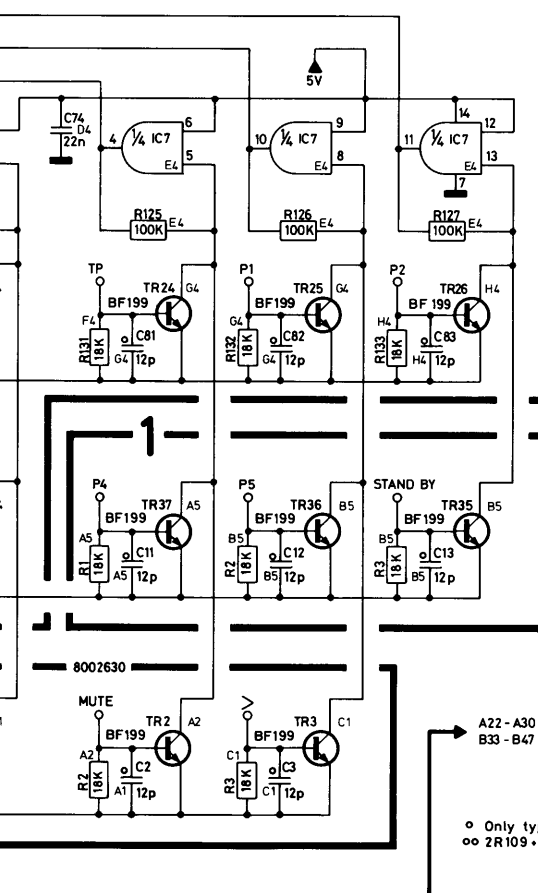 5V
C74
D4
22n
4
¼ IC7
6
5
E4
10
¼ IC7
9
8
E4
14
11
¼ IC7
12
13
E4
7
R125
100K
E4
R126
100K
E4
R127
100K
E4
TP
TR24
G4
BF199
F4
R131
18K
C81
G4
12p
P1
TR25
G4
BF199
G4
R132
18K
C82
G4
12p
P2
TR26
H4
BF199
H4
R133
18K
C83
H4
12p
1
P4
TR37
A5
BF199
A5
R1
18K
C11
A5
12p
P5
TR36
B5
BF199
B5
R2
18K
C12
B5
12p
STAND BY
TR35
B5
BF199
B5
R3
18K
C13
B5
12p
8002630
MUTE
TR2
A2
BF199
A2
R2
18K
C2
A1
12p
V
TR3
C1
BF199
C1
R3
18K
C3
C1
12p
A22-A30
B33-B47
o Only ty
oo 2R109+